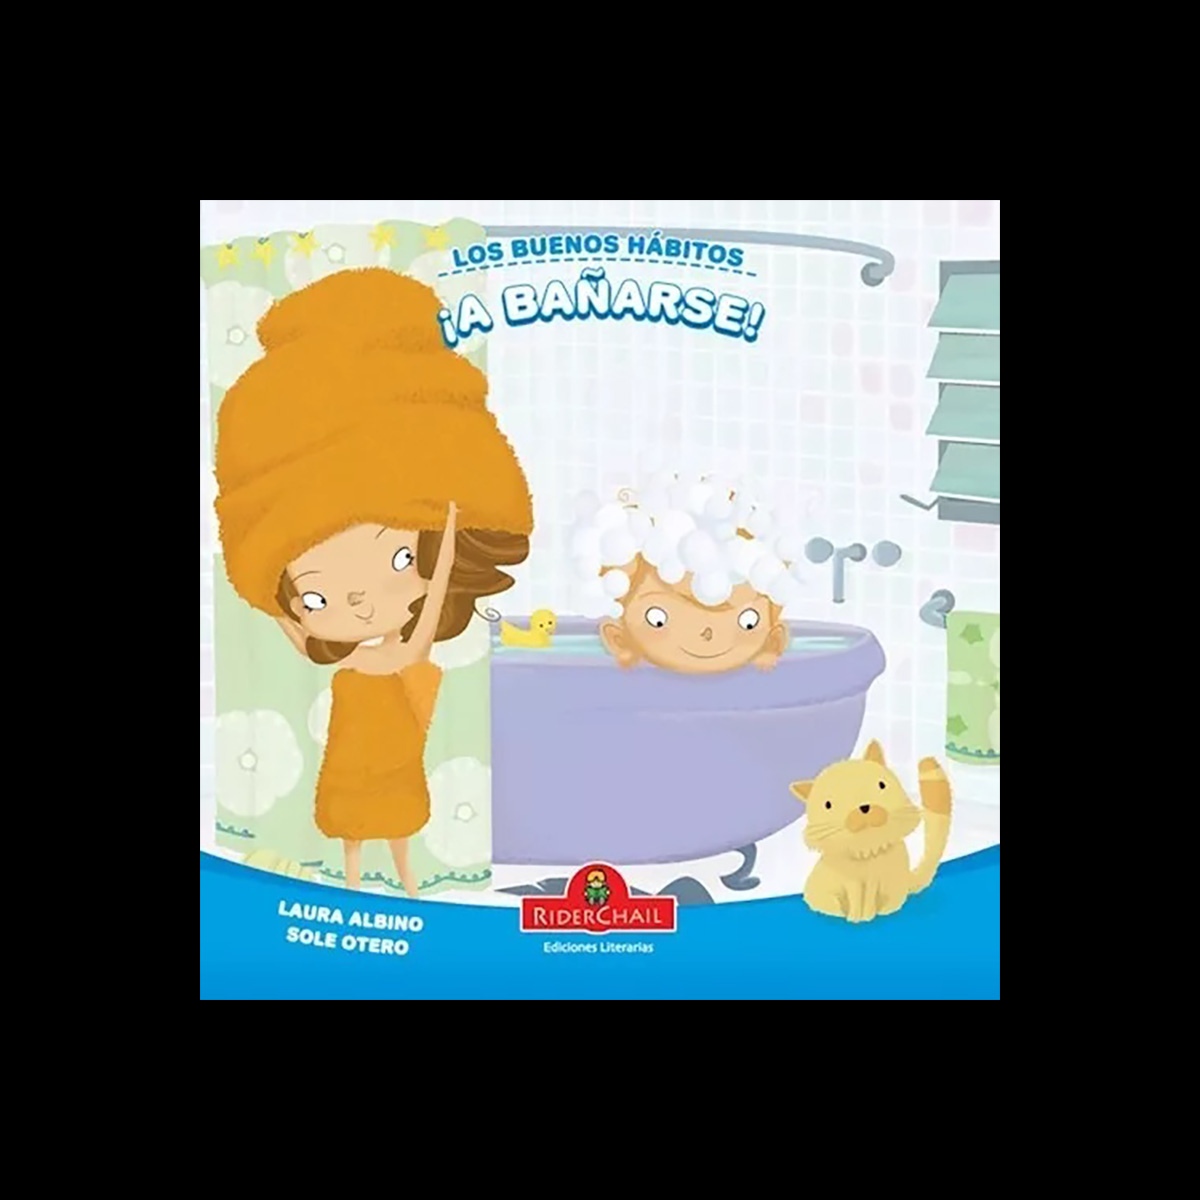 LOS BUENOS HÁBITOS
¡A BAÑARSE!
LAURA ALBINO
SOLE OTERO
RIDERCHAIL
Ediciones Literarias